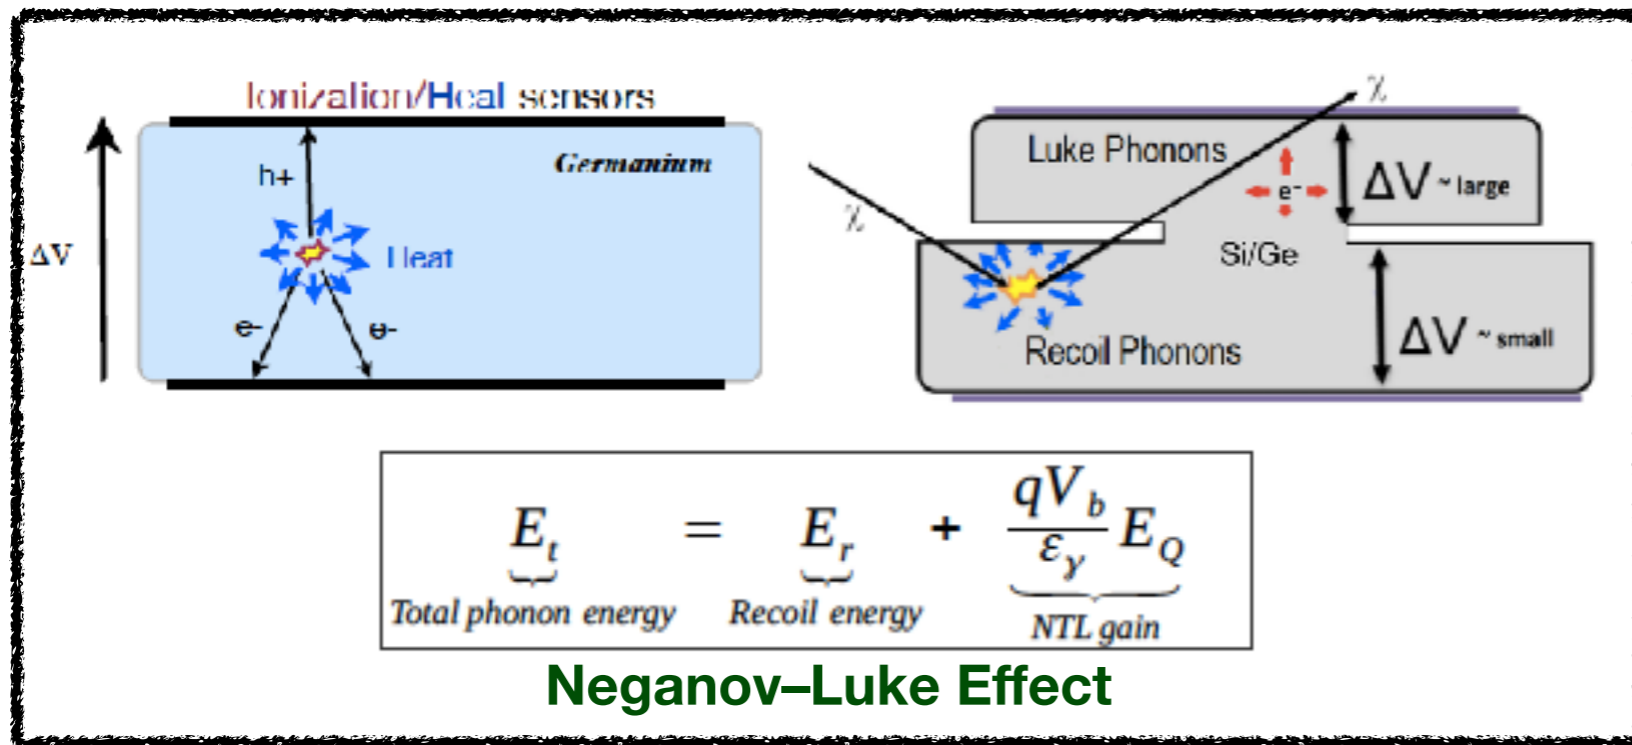 Ionization/Heat sensors
Germanium
h+
ΔV
Heat
e-
e-
χ
χ
Luke Phonons
e-
ΔV ~ large
Si/Ge
Recoil Phonons
ΔV ~ small
E_t = E_r + (qV_b/ε_γ) E_Q
Total phonon energy Recoil energy NTL gain
Neganov–Luke Effect